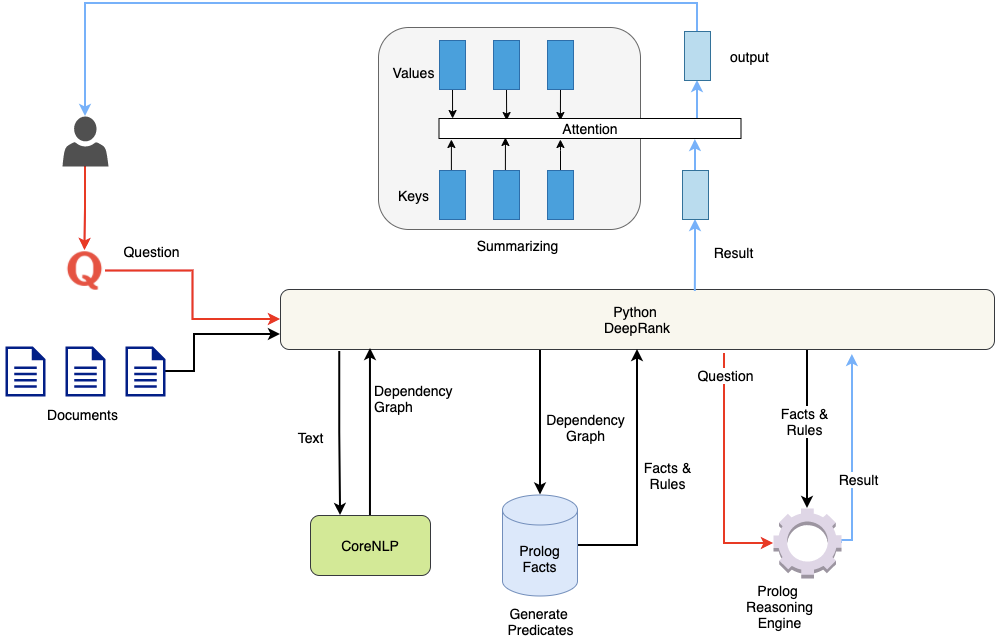 output
Values
Attention
Keys
Summarizing
Question
Q
Result
Python
DeepRank
Documents
Dependency
Graph
Text
Dependency
Graph
Facts &
Rules
Question
Facts &
Rules
Result
CoreNLP
Prolog
Facts
Generate
Predicates
Prolog
Reasoning
Engine